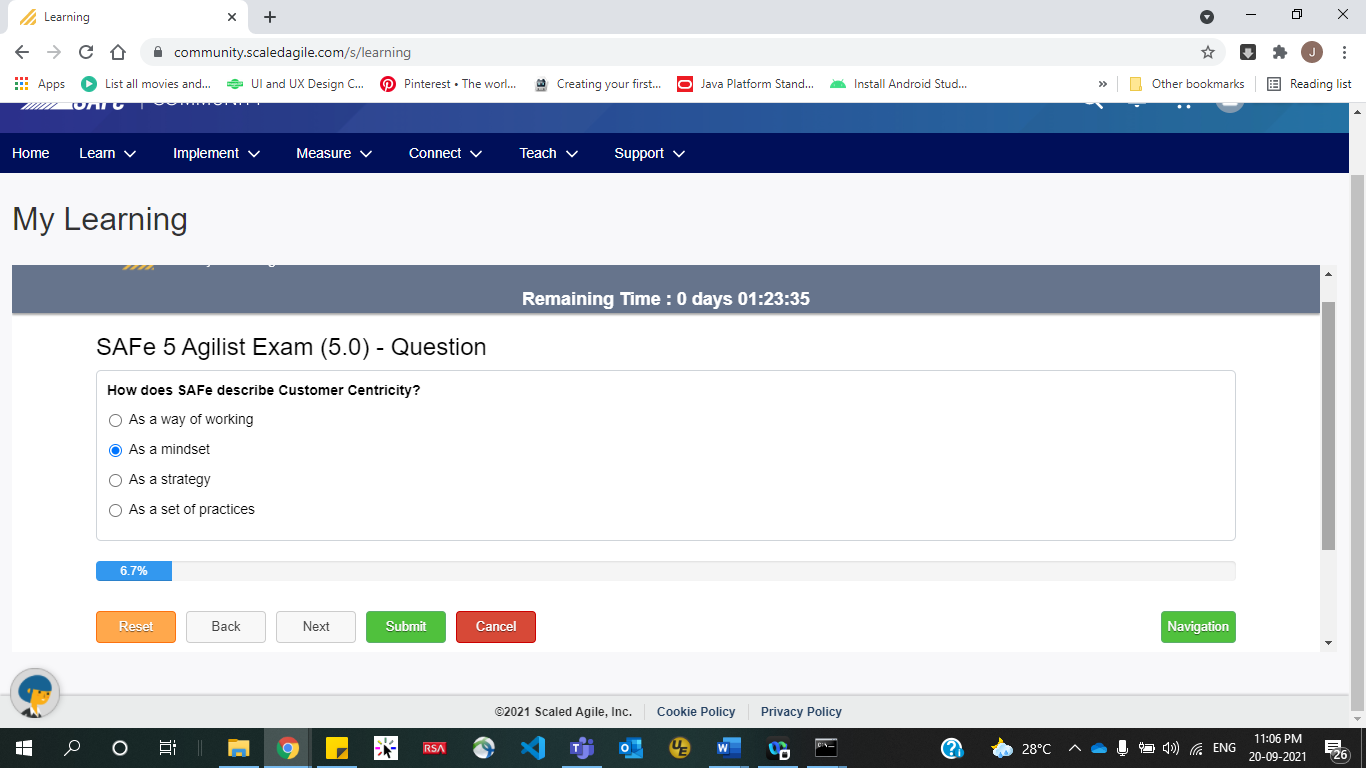 Learning
community.scaledagile.com/s/learning
Apps List all movies and... UI and UX Design C... Pinterest • The worl... Creating your first... Java Platform Stand... Install Android Stud... » Other bookmarks Reading list
J
Home Learn Implement Measure Connect Teach Support
My Learning
Remaining Time : 0 days 01:23:35
SAFe 5 Agilist Exam (5.0) - Question
How does SAFe describe Customer Centricity?
As a way of working
As a mindset
As a strategy
As a set of practices
6.7%
Reset Back Next Submit Cancel Navigation
©2021 Scaled Agile, Inc. Cookie Policy Privacy Policy
RSA UE 28°C ENG 11:06 PM
20-09-2021 26